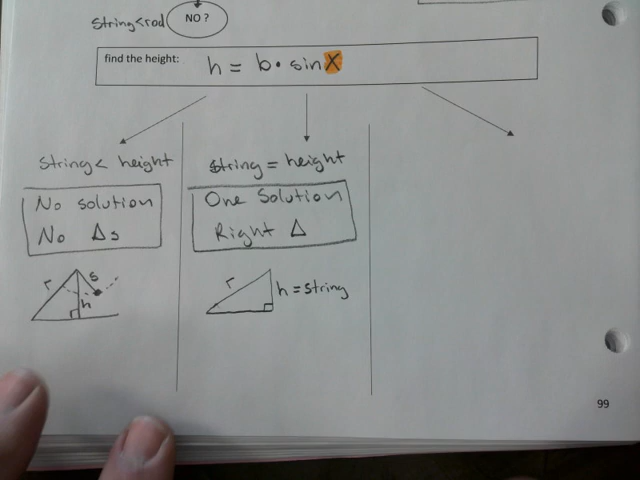 string<rod
NO?
find the height:
h = b • sin X
string < height
string = height
No solution
No Δs
One Solution
Right Δ
r
s
h
r
h = string
99